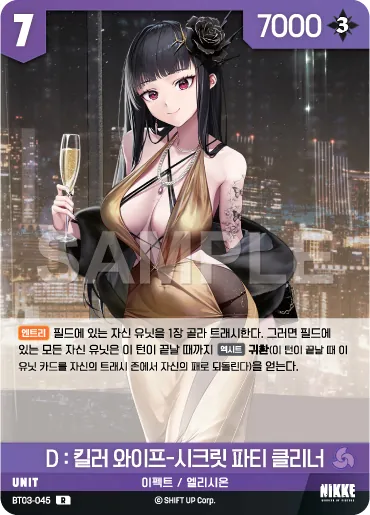 7
7000 3
SAMPLE
엔트리 필드에 있는 자신 유닛을 1장 골라 트래시한다. 그러면 필드에
있는 모든 자신 유닛은 이 턴이 끝날 때까지 엑시트 귀환(이 턴이 끝날 때 이
유닛 카드를 자신의 트래시 존에서 자신의 패로 되돌린다)을 얻는다.
D : 킬러 와이프-시크릿 파티 클리너
UNIT 이펙트 / 엘리시온 NIKKE
BT03-045 R ⓒ SHIFT UP Corp.